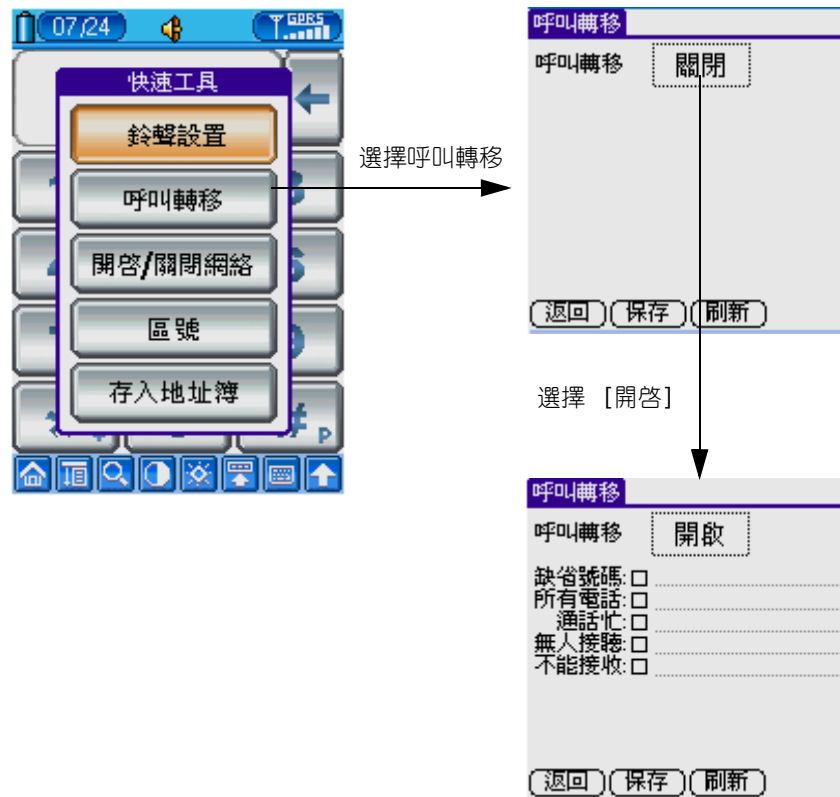 07/24
GPRS
快速工具
鈴聲設置
呼叫轉移
開啓/關閉網絡
區號
存入地址簿
P
選擇呼叫轉移
呼叫轉移
呼叫轉移 關閉
返回 保存 刷新
選擇 [開啓]
呼叫轉移
呼叫轉移 開啟
缺省號碼:
所有電話:
通話忙:
無人接聽:
不能接收:
返回 保存 刷新